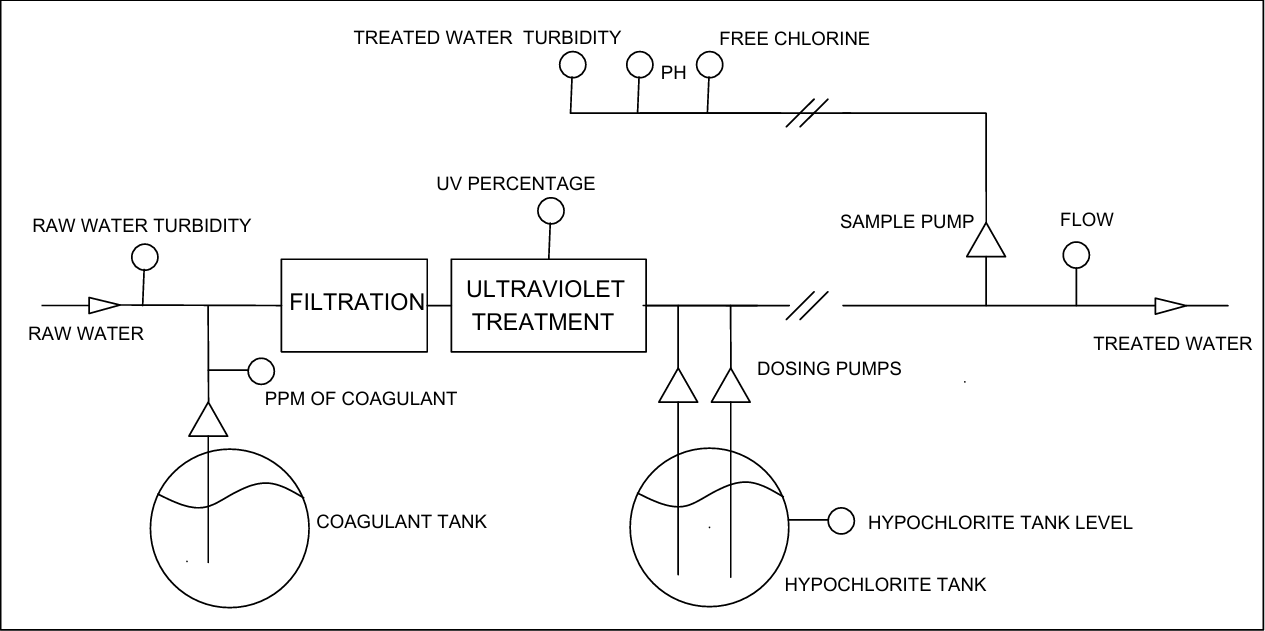 TREATED WATER TURBIDITY
FREE CHLORINE
PH
UV PERCENTAGE
RAW WATER TURBIDITY
SAMPLE PUMP
FLOW
FILTRATION
ULTRAVIOLET
TREATMENT
RAW WATER
TREATED WATER
DOSING PUMPS
PPM OF COAGULANT
COAGULANT TANK
HYPOCHLORITE TANK LEVEL
HYPOCHLORITE TANK